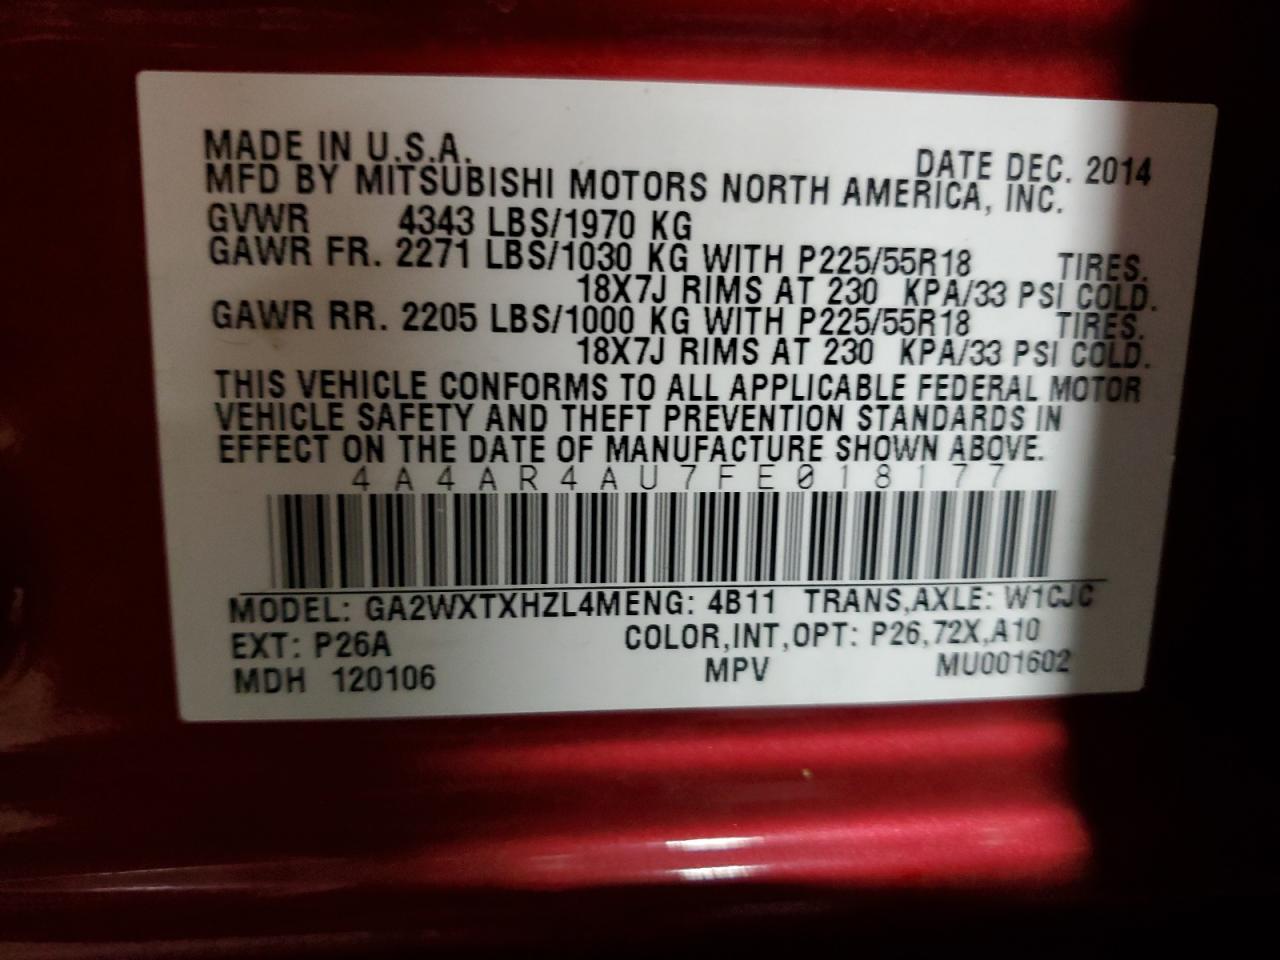 MADE IN U.S.A. DATE DEC. 2014
MFD BY MITSUBISHI MOTORS NORTH AMERICA, INC.
GVWR 4343 LBS/1970 KG
GAWR FR. 2271 LBS/1030 KG WITH P225/55R18 TIRES.
18X7J RIMS AT 230 KPA/33 PSI COLD.
GAWR RR. 2205 LBS/1000 KG WITH P225/55R18 TIRES.
18X7J RIMS AT 230 KPA/33 PSI COLD.
THIS VEHICLE CONFORMS TO ALL APPLICABLE FEDERAL MOTOR
VEHICLE SAFETY AND THEFT PREVENTION STANDARDS IN
EFFECT ON THE DATE OF MANUFACTURE SHOWN ABOVE.
4A4AR4AU7FE018177
MODEL: GA2WXTXHZL4M ENG: 4B11 TRANS,AXLE: W1CJC
EXT: P26A COLOR,INT,OPT: P26,72X,A10
MDH 120106 MPV MU001602